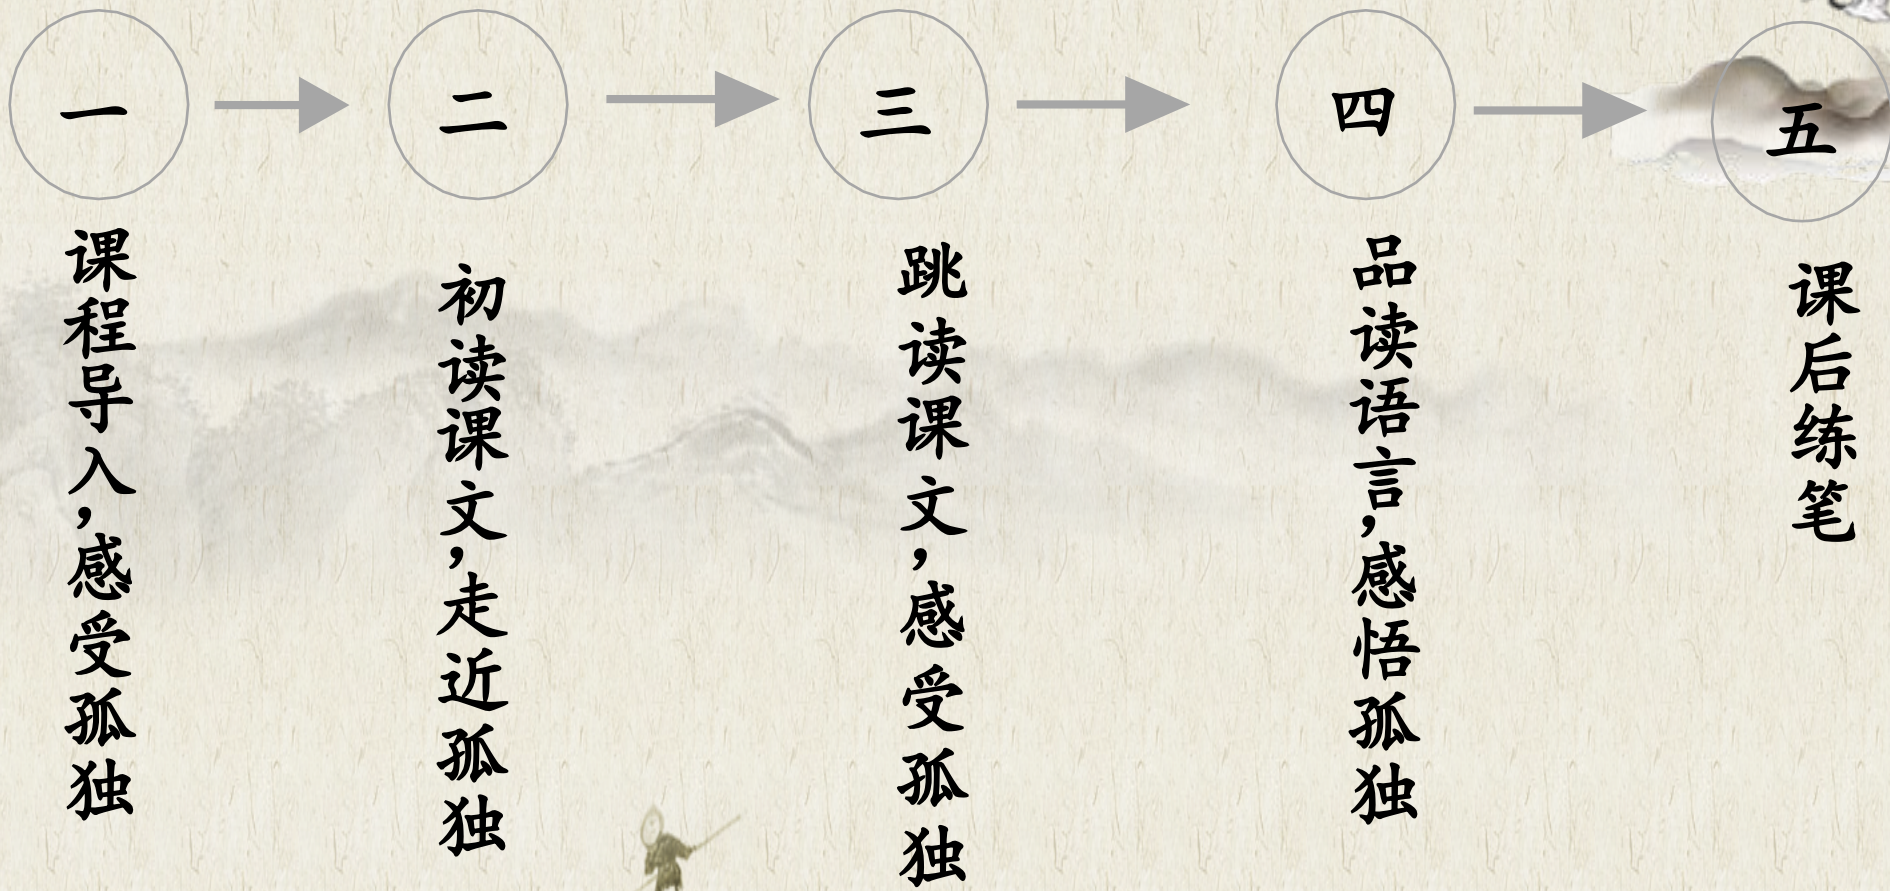 一
课程导入，感受孤独
二
初读课文，走近孤独
三
跳读课文，感受孤独
四
品读语言，感悟孤独
五
课后练笔